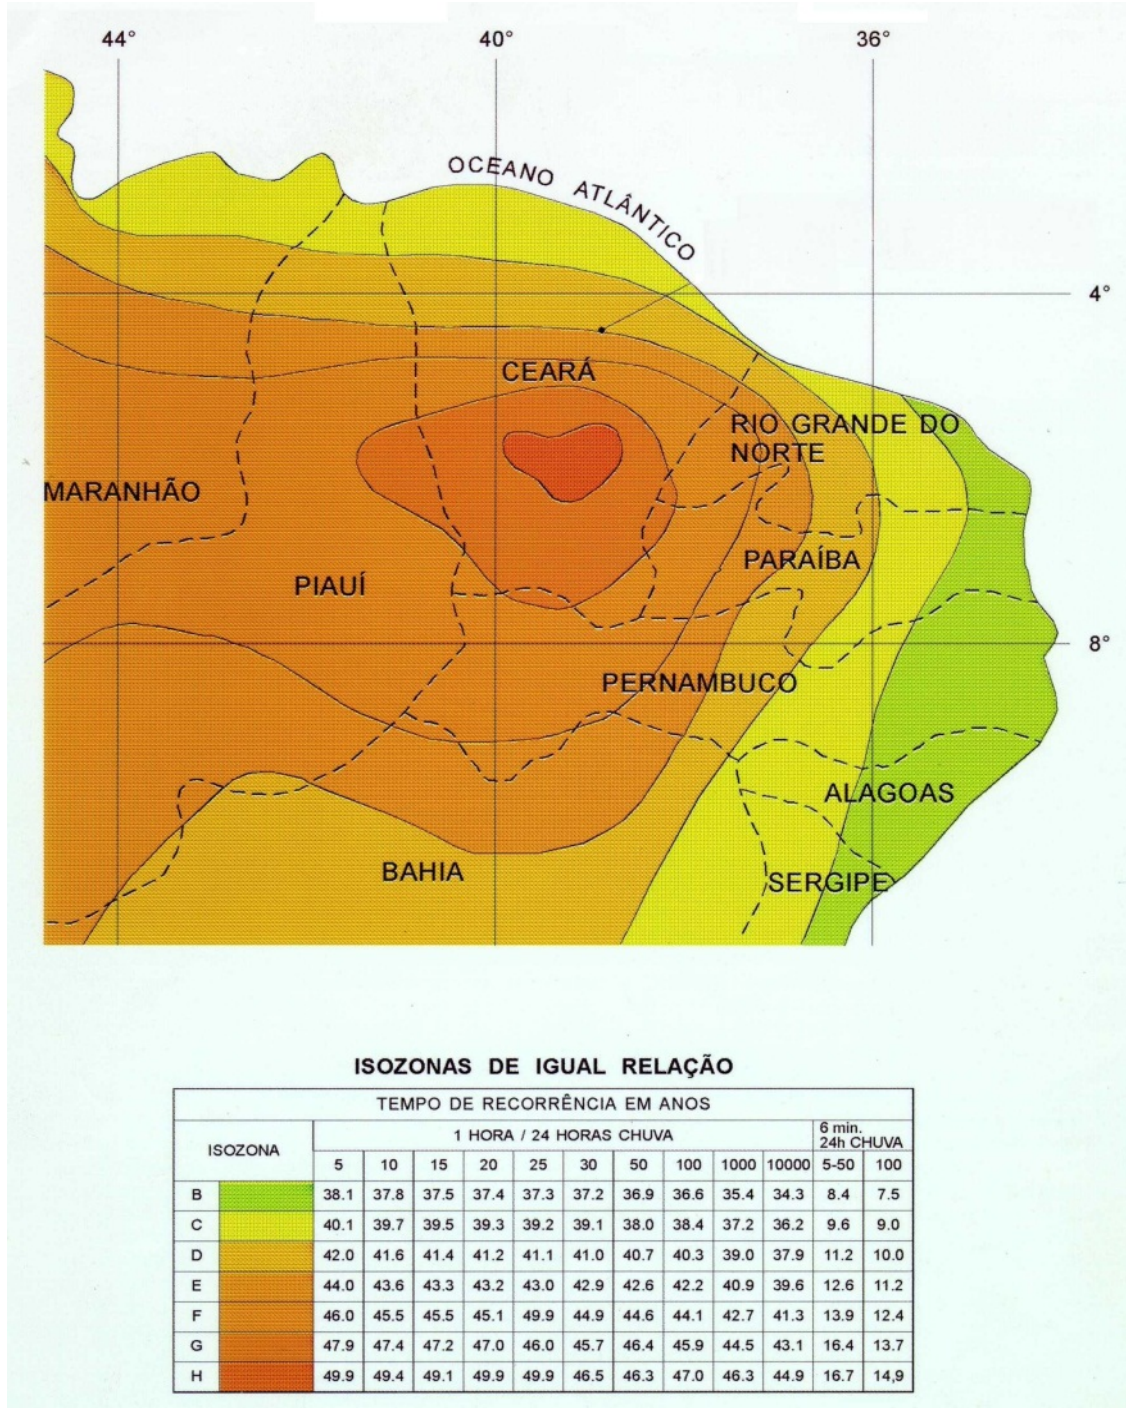 44° 40° 36°
OCEANO ATLÂNTICO
4°
CEARÁ
RIO GRANDE DO
NORTE
MARANHÃO
PARAÍBA
PIAUÍ
8°
PERNAMBUCO
ALAGOAS
BAHIA
SERGIPE
ISOZONAS DE IGUAL RELAÇÃO
TEMPO DE RECORRÊNCIA EM ANOS
ISOZONA
1 HORA / 24 HORAS CHUVA
6 min.
24h CHUVA
5 10 15 20 25 30 50 100 1000 10000 5-50 100
B 38.1 37.8 37.5 37.4 37.3 37.2 36.9 36.6 35.4 34.3 8.4 7.5
C 40.1 39.7 39.5 39.3 39.2 39.1 38.0 38.4 37.2 36.2 9.6 9.0
D 42.0 41.6 41.4 41.2 41.1 41.0 40.7 40.3 39.0 37.9 11.2 10.0
E 44.0 43.6 43.3 43.2 43.0 42.9 42.6 42.2 40.9 39.6 12.6 11.2
F 46.0 45.5 45.5 45.1 49.9 44.9 44.6 44.1 42.7 41.3 13.9 12.4
G 47.9 47.4 47.2 47.0 46.0 45.7 46.4 45.9 44.5 43.1 16.4 13.7
H 49.9 49.4 49.1 49.9 49.9 46.5 46.3 47.0 46.3 44.9 16.7 14,9